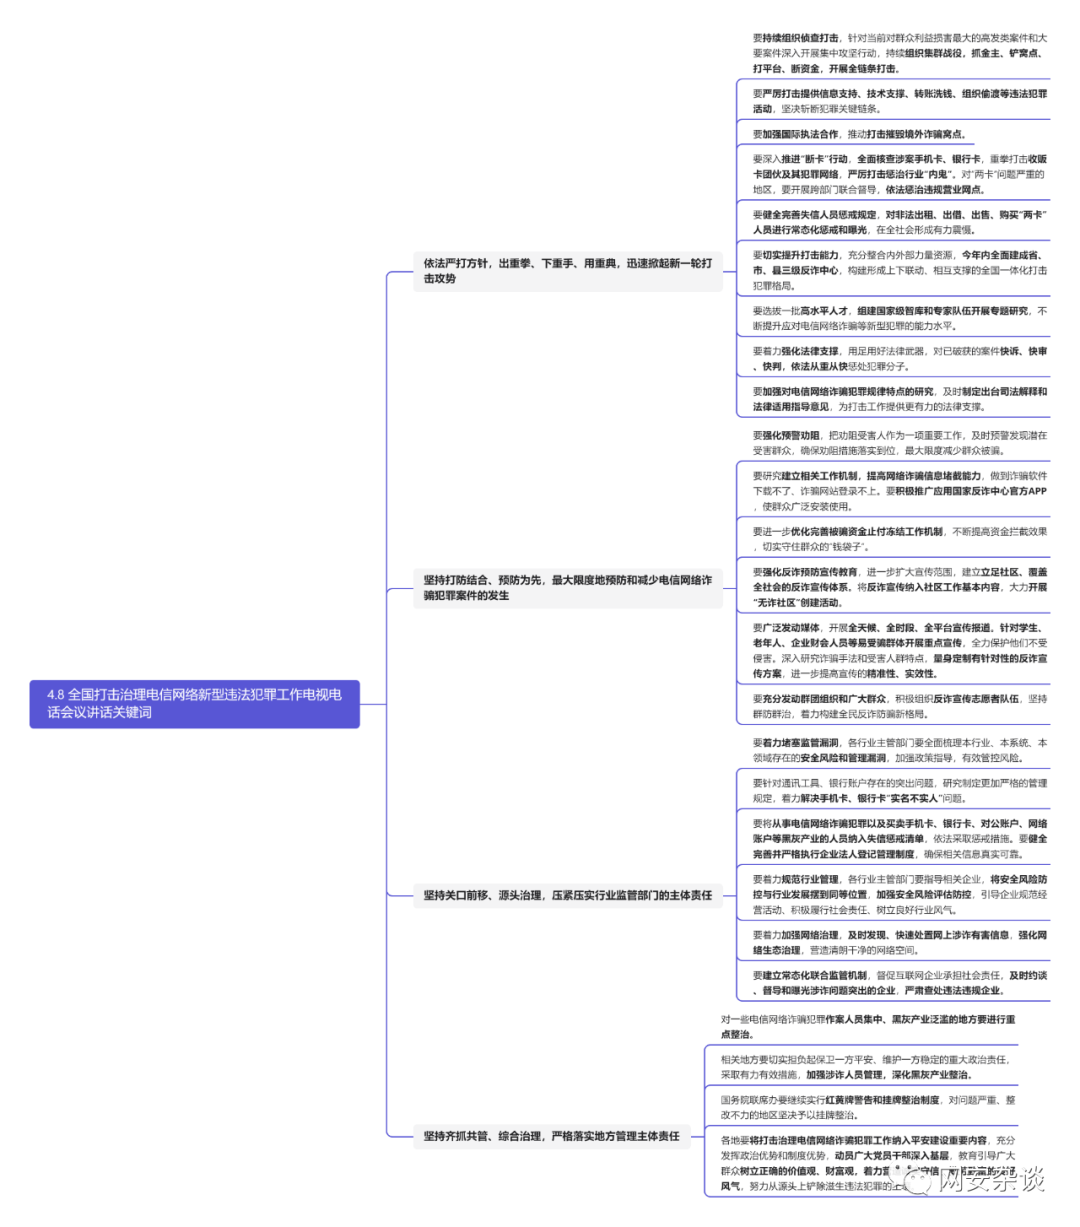 要持续组织侦查打击，针对当前对群众利益损害最大的高发类案件和大
要案件深入开展集中攻坚行动，持续组织集群战役，抓金主、铲窝点、
打平台、断资金，开展全链条打击。
要严厉打击提供信息支持、技术支撑、转账洗钱、组织偷渡等违法犯罪
活动，坚决斩断犯罪关键链条。
要加强国际执法合作，推动打击摧毁境外诈骗窝点。
要深入推进“断卡”行动，全面核查涉案手机卡、银行卡，重拳打击收贩
卡团伙及其犯罪网络，严厉打击惩治行业“内鬼”。对“两卡”问题严重的
地区，要开展跨部门联合督导，依法惩治违规营业网点。
要健全完善失信人员惩戒规定，对非法出租、出借、出售、购买“两卡”
人员进行常态化惩戒和曝光，在全社会形成有力震慑。
依法严打方针，出重拳、下重手、用重典，迅速掀起新一轮打
击攻势
要切实提升打击能力，充分整合内外部力量资源，今年内全面建成省、
市、县三级反诈中心，构建形成上下联动、相互支撑的全国一体化打击
犯罪格局。
要选拔一批高水平人才，组建国家级智库和专家队伍开展专题研究，不
断提升应对电信网络诈骗等新型犯罪的能力水平。
要着力强化法律支撑，用足用好法律武器，对已破获的案件快诉、快审
、快判，依法从重从快惩处犯罪分子。
要加强对电信网络诈骗犯罪规律特点的研究，及时制定出台司法解释和
法律适用指导意见，为打击工作提供更有力的法律支撑。
要强化预警劝阻，把劝阻受害人作为一项重要工作，及时预警发现潜在
受害群众，确保劝阻措施落实到位，最大限度减少群众被骗。
要研究建立相关工作机制，提高网络诈骗信息堵截能力，做到诈骗软件
下载不了、诈骗网站登录不上。要积极推广应用国家反诈中心官方APP
，使群众广泛安装使用。
要进一步优化完善被骗资金止付冻结工作机制，不断提高资金拦截效果
，切实守住群众的“钱袋子”。
坚持打防结合、预防为先，最大限度地预防和减少电信网络诈
骗犯罪案件的发生
要强化反诈预防宣传教育，进一步扩大宣传范围，建立立足社区、覆盖
全社会的反诈宣传体系。将反诈宣传纳入社区工作基本内容，大力开展
“无诈社区”创建活动。
要广泛发动媒体，开展全天候、全时段、全平台宣传报道。针对学生、
老年人、企业财会人员等易受骗群体开展重点宣传，全力保护他们不受
侵害。深入研究诈骗手法和受害人群特点，量身定制有针对性的反诈宣
传方案，进一步提高宣传的精准性、实效性。
要充分发动群团组织和广大群众，积极组织反诈宣传志愿者队伍，坚持
群防群治，着力构建全民反诈防骗新格局。
4.8 全国打击治理电信网络新型违法犯罪工作电视电
话会议讲话关键词
要着力堵塞监管漏洞，各行业主管部门要全面梳理本行业、本系统、本
领域存在的安全风险和管理漏洞，加强政策指导，有效管控风险。
要针对通讯工具、银行账户存在的突出问题，研究制定更加严格的管理
规定，着力解决手机卡、银行卡“实名不实人”问题。
要将从事电信网络诈骗犯罪以及买卖手机卡、银行卡、对公账户、网络
账户等黑灰产业的人员纳入失信惩戒清单，依法采取惩戒措施。要健全
完善并严格执行企业法人登记管理制度，确保相关信息真实可靠。
坚持关口前移、源头治理，压紧压实行业监管部门的主体责任
要着力规范行业管理，各行业主管部门要指导相关企业，将安全风险防
控与行业发展摆到同等位置，加强安全风险评估防控，引导企业规范经
营活动、积极履行社会责任、树立良好行业风气。
要着力加强网络治理，及时发现、快速处置网上涉诈有害信息，强化网
络生态治理，营造清朗干净的网络空间。
要建立常态化联合监管机制，督促互联网企业承担社会责任，及时约谈
、督导和曝光涉诈问题突出的企业，严肃查处违法违规企业。
对一些电信网络诈骗犯罪作案人员集中、黑灰产业泛滥的地方要进行重
点整治。
相关地方要切实担负起保卫一方平安、维护一方稳定的重大政治责任，
采取有力有效措施，加强涉诈人员管理，深化黑灰产业整治。
国务院联席办要继续实行红黄牌警告和挂牌整治制度，对问题严重、整
改不力的地区坚决予以挂牌整治。
坚持齐抓共管、综合治理，严格落实地方管理主体责任
各地要将打击治理电信网络诈骗犯罪工作纳入平安建设重要内容，充分
发挥政治优势和制度优势，动员广大党员干部深入基层，教育引导广大
群众树立正确的价值观、财富观，着力营
风气，努力从源头上铲除滋生违法犯罪的土
网安杂谈